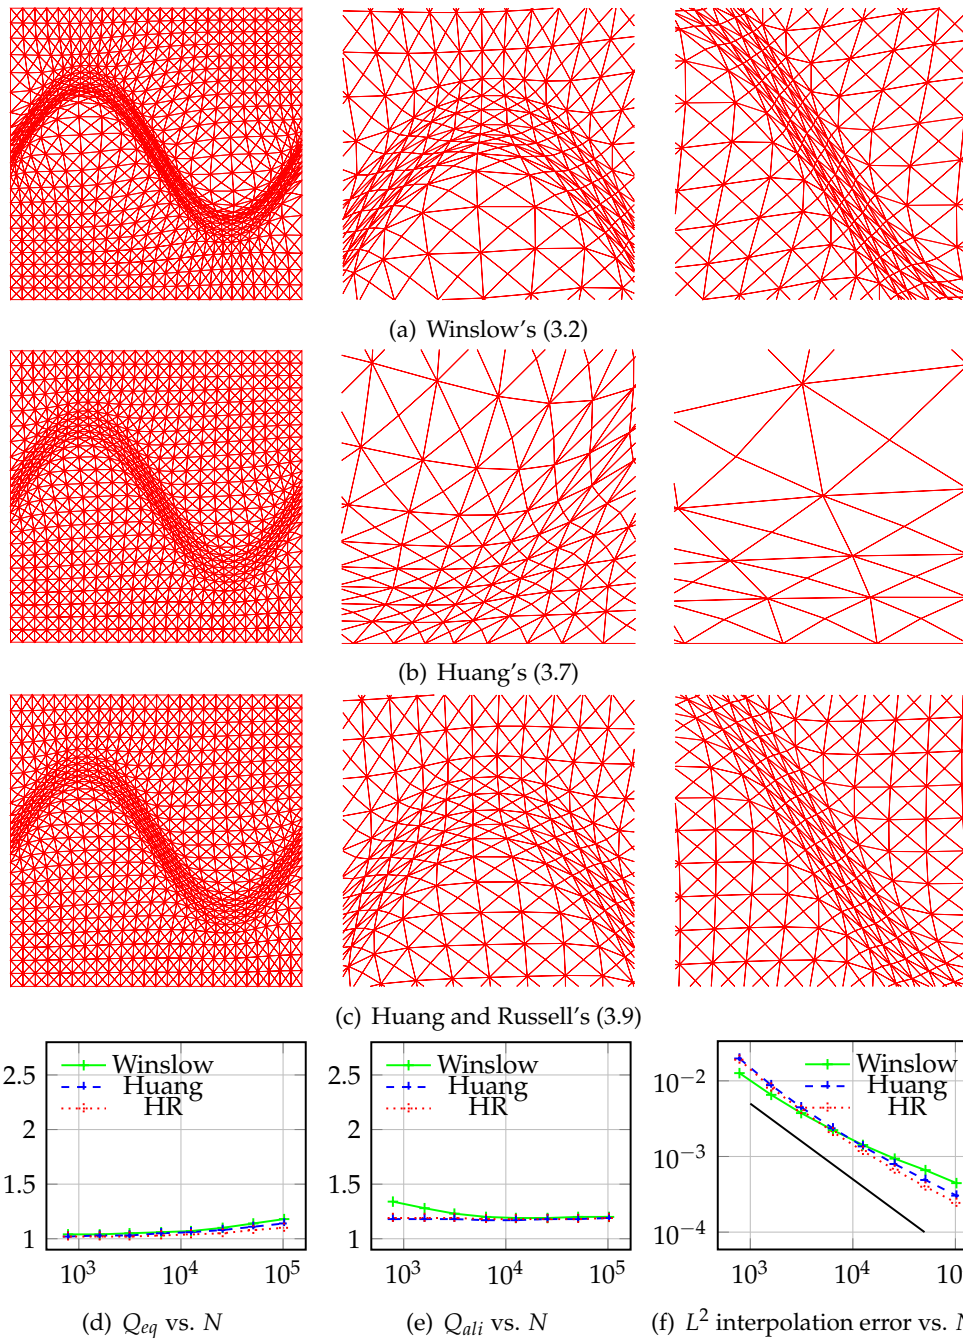 (a) Winslow's (3.2)
(b) Huang's (3.7)
(c) Huang and Russell's (3.9)
Winslow
Huang
HR
2.5
2
1.5
1
10³
10⁴
10⁵
(d) Q_eq vs. N
Winslow
Huang
HR
2.5
2
1.5
1
10³
10⁴
10⁵
(e) Q_ali vs. N
Winslow
Huang
HR
10⁻²
10⁻³
10⁻⁴
10³
10⁴
(f) L² interpolation error vs.